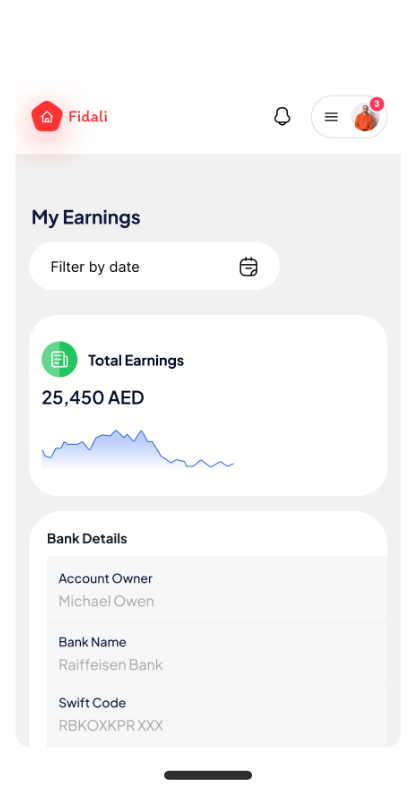 Fidali
3
My Earnings
Filter by date
Total Earnings
25,450 AED
Bank Details
Account Owner
Michael Owen
Bank Name
Raiffeisen Bank
Swift Code
RBKOXKPR XXX